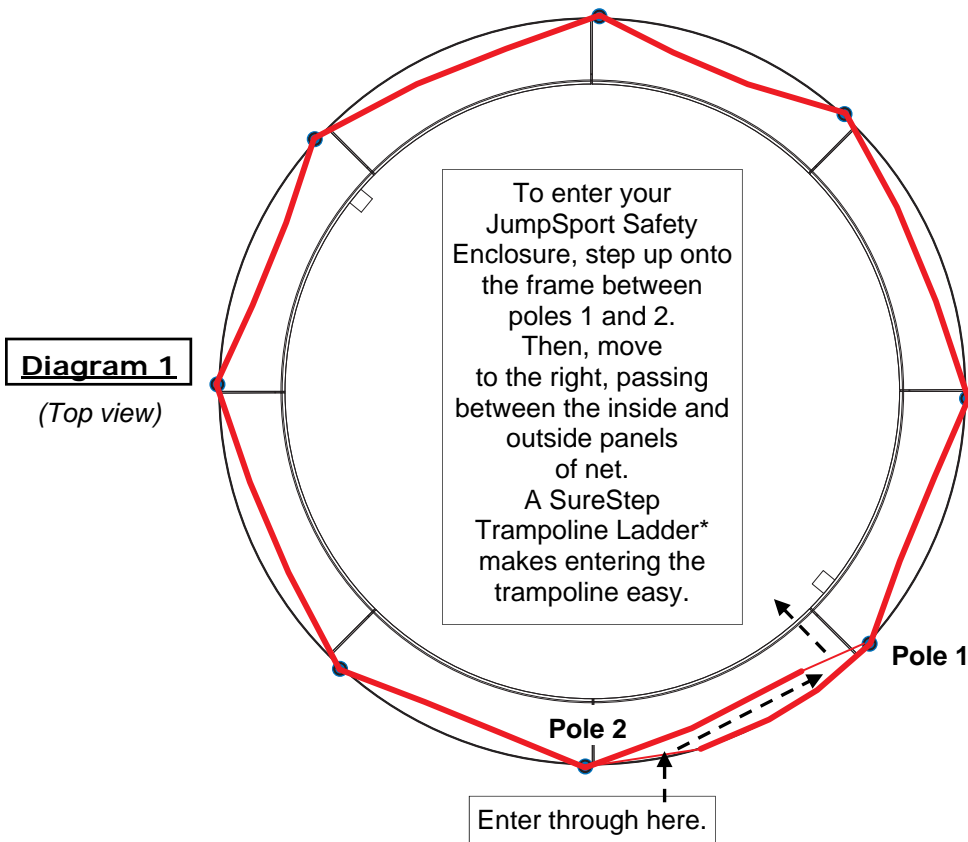 To enter your
JumpSport Safety
Enclosure, step up onto
the frame between
poles 1 and 2.
Then, move
to the right, passing
between the inside and
outside panels
of net.
A SureStep
Trampoline Ladder*
makes entering the
trampoline easy.
Diagram 1
(Top view)
Pole 1
Pole 2
Enter through here.